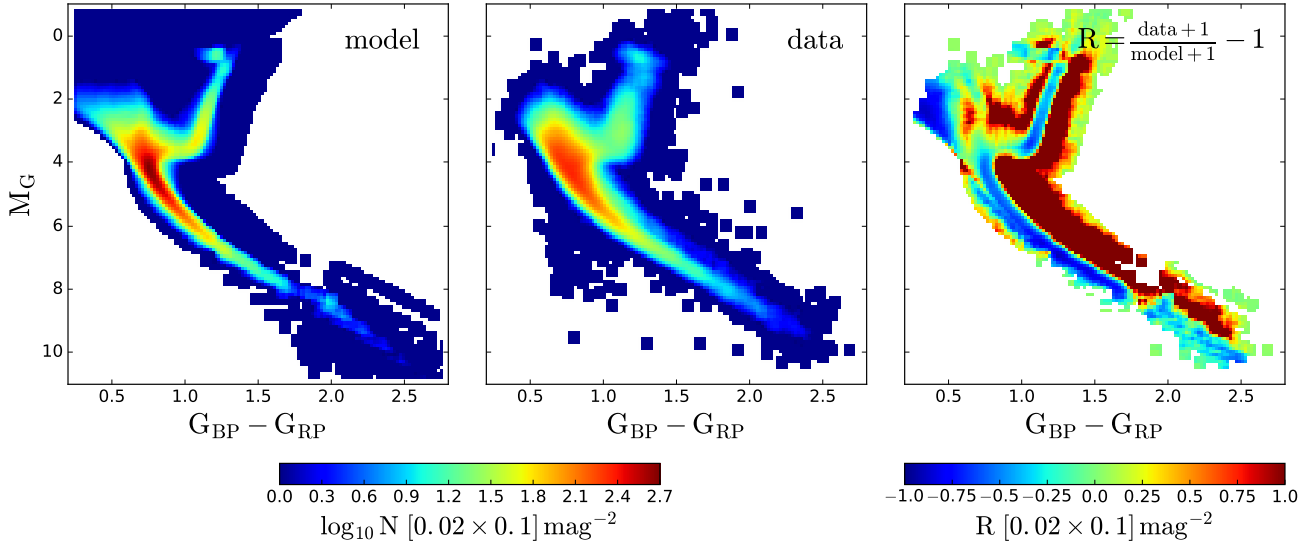 model
data
R = (data + 1)/(model + 1) − 1
M_G
0
2
4
6
8
10
0.5 1.0 1.5 2.0 2.5
0.5 1.0 1.5 2.0 2.5
0.5 1.0 1.5 2.0 2.5
G_BP − G_RP
G_BP − G_RP
G_BP − G_RP
0.0 0.3 0.6 0.9 1.2 1.5 1.8 2.1 2.4 2.7
log₁₀ N [0.02 × 0.1] mag⁻²
−1.0 −0.75 −0.5 −0.25 0.0 0.25 0.5 0.75 1.0
R [0.02 × 0.1] mag⁻²